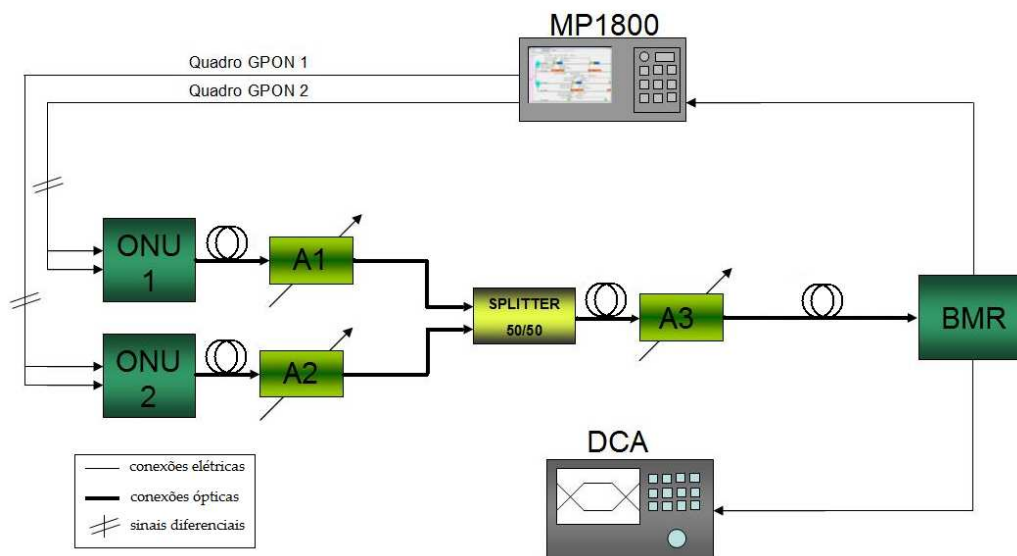 MP1800
Quadro GPON 1
Quadro GPON 2
ONU
1
A1
SPLITTER
50/50
A3
BMR
ONU
2
A2
DCA
conexões elétricas
conexões ópticas
sinais diferenciais